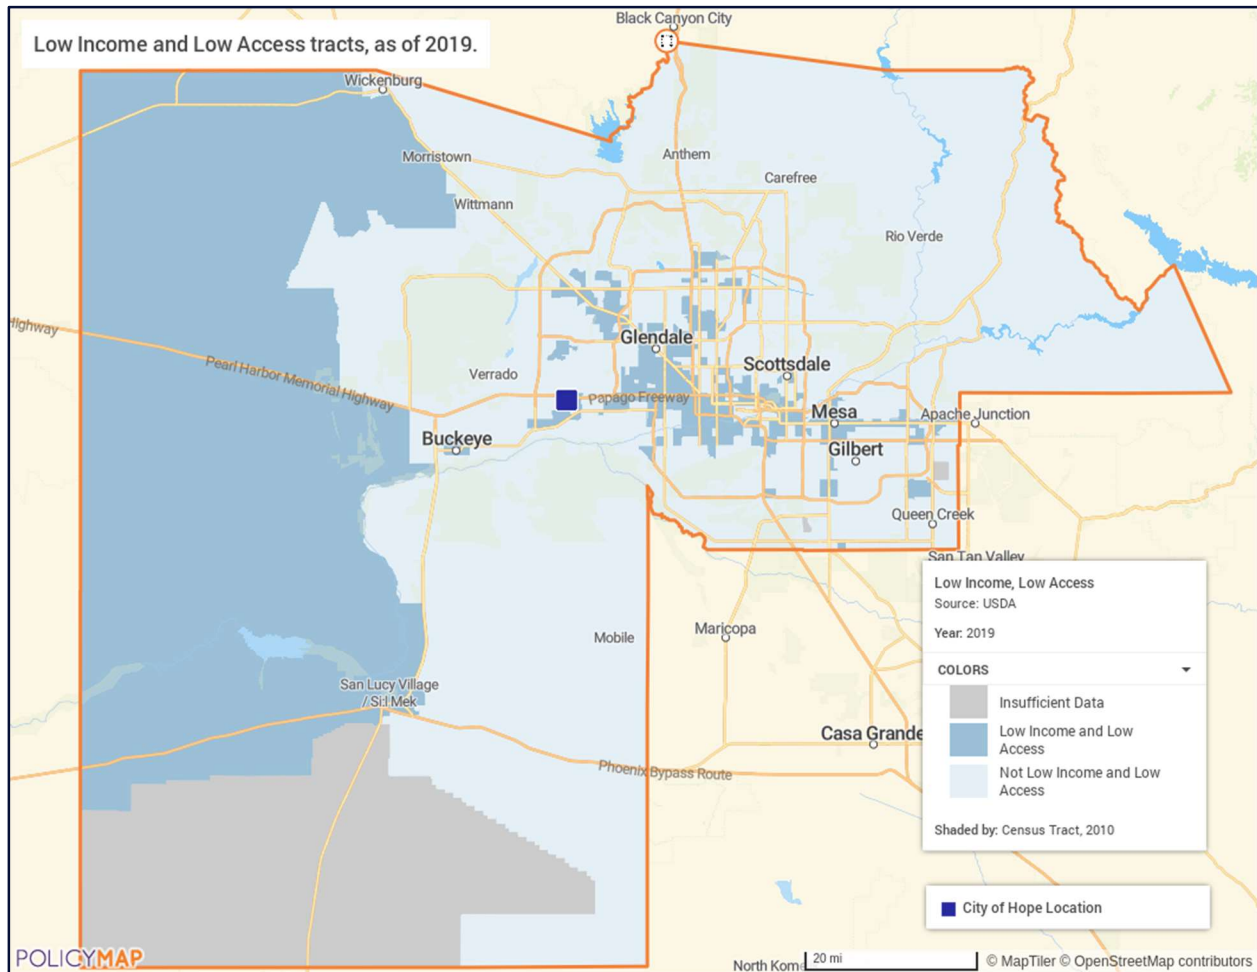 Low Income and Low Access tracts, as of 2019.
Black Canyon City
Wickenburg
Morristown
Anthem
Carefree
Wittmann
Rio Verde
Highway
Pearl Harbor Memorial Highway
Glendale
Verrado
Scottsdale
Papago Freeway
Mesa
Apache Junction
Buckeye
Gilbert
Queen Creek
San Tan Valley
Low Income, Low Access
Source: USDA
Year: 2019
COLORS
Insufficient Data
Low Income and Low
Access
Not Low Income and Low
Access
Shaded by: Census Tract, 2010
Mobile
Maricopa
San Lucy Village
/ Si:l Mek
Casa Grande
Phoenix Bypass Route
City of Hope Location
POLICYMAP
North Kom
20 mi
© MapTiler © OpenStreetMap contributors